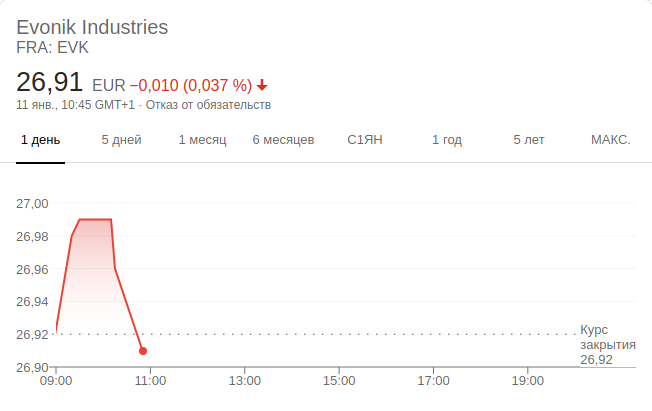 Evonik Industries
FRA: EVK
26,91 EUR −0,010 (0,037 %)
11 янв., 10:45 GMT+1 · Отказ от обязательств
1 день 5 дней 1 месяц 6 месяцев С1ЯН 1 год 5 лет МАКС.
27,00
26,98
26,96
26,94
26,92
Курс
закрытия
26,92
26,90
09:00 11:00 13:00 15:00 17:00 19:00